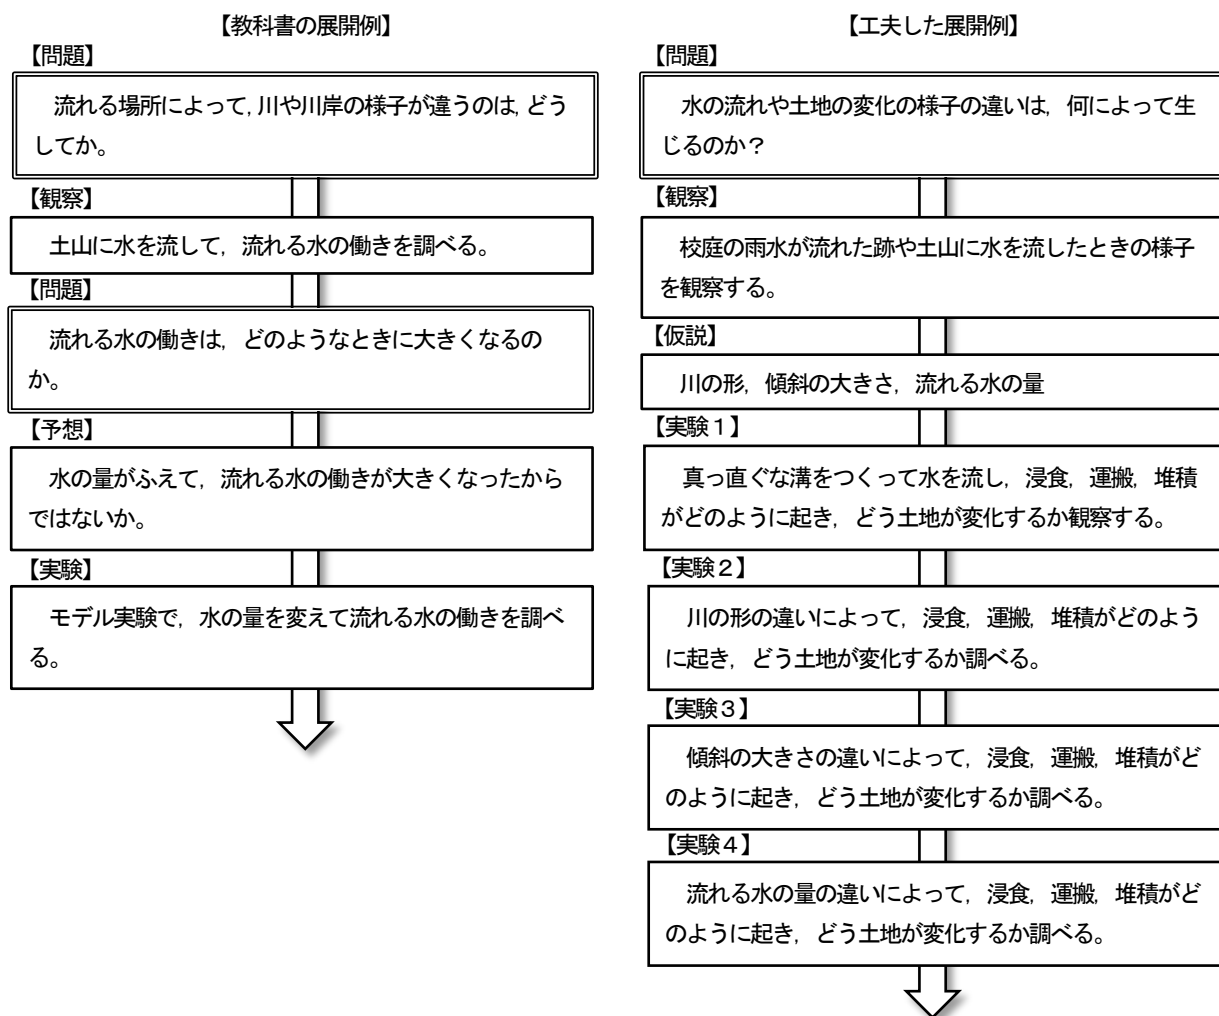 【教科書の展開例】
【問題】
流れる場所によって,川や川岸の様子が違うのは,どう
してか。
【観察】
土山に水を流して，流れる水の働きを調べる。
【問題】
流れる水の働きは，どのようなときに大きくなるの
か。
【予想】
水の量がふえて，流れる水の働きが大きくなったから
ではないか。
【実験】
モデル実験で，水の量を変えて流れる水の働きを調べ
る。
【工夫した展開例】
【問題】
水の流れや土地の変化の様子の違いは，何によって生
じるのか？
【観察】
校庭の雨水が流れた跡や土山に水を流したときの様子
を観察する。
【仮説】
川の形，傾斜の大きさ，流れる水の量
【実験１】
真っ直ぐな溝をつくって水を流し，浸食，運搬，堆積
がどのように起き，どう土地が変化するか観察する。
【実験２】
川の形の違いによって，浸食，運搬，堆積がどのよう
に起き，どう土地が変化するか調べる。
【実験３】
傾斜の大きさの違いによって，浸食，運搬，堆積がど
のように起き，どう土地が変化するか調べる。
【実験４】
流れる水の量の違いによって，浸食，運搬，堆積がど
のように起き，どう土地が変化するか調べる。